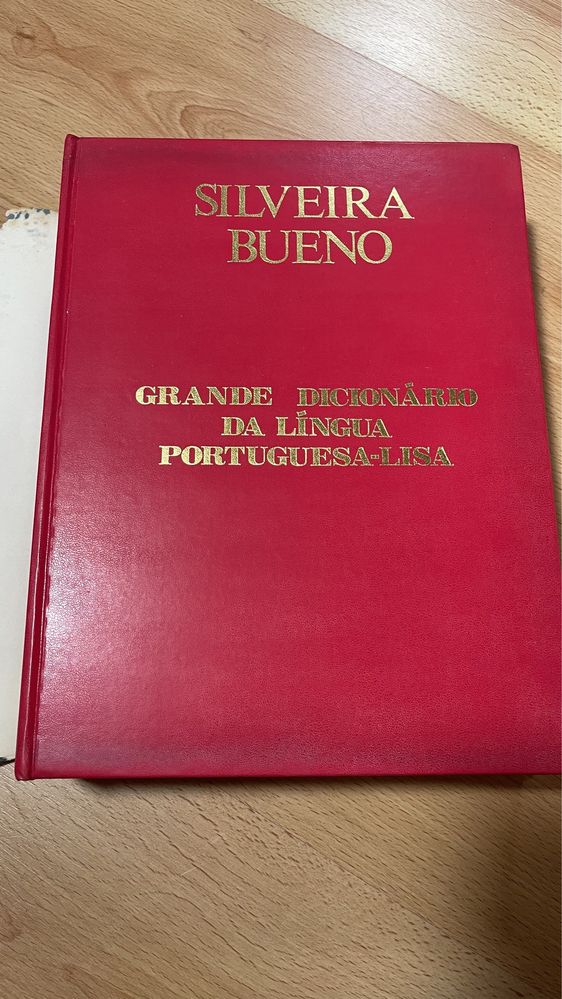 SILVEIRA
BUENO
GRANDE DICIONÁRIO
DA LÍNGUA
PORTUGUESA-LISA